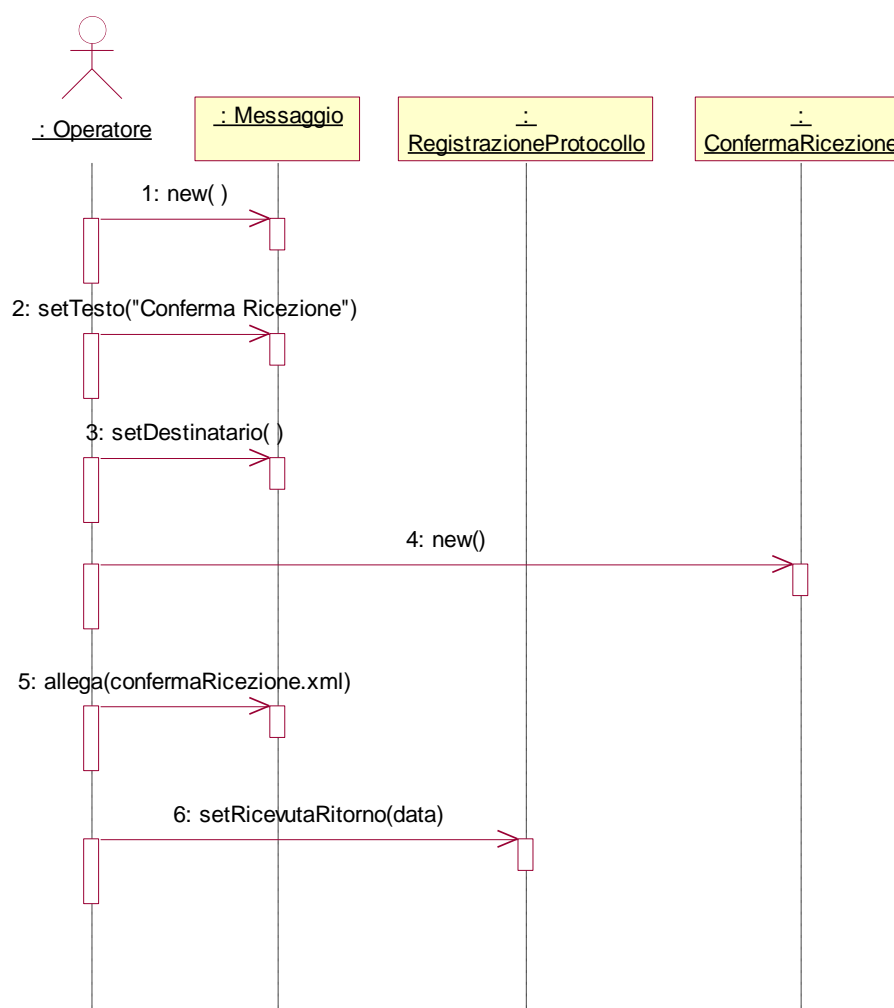 : Operatore
: Messaggio
:
RegistrazioneProtocollo
:
ConfermaRicezione
1: new( )
2: setTesto("Conferma Ricezione")
3: setDestinatario( )
4: new()
5: allega(confermaRicezione.xml)
6: setRicevutaRitorno(data)